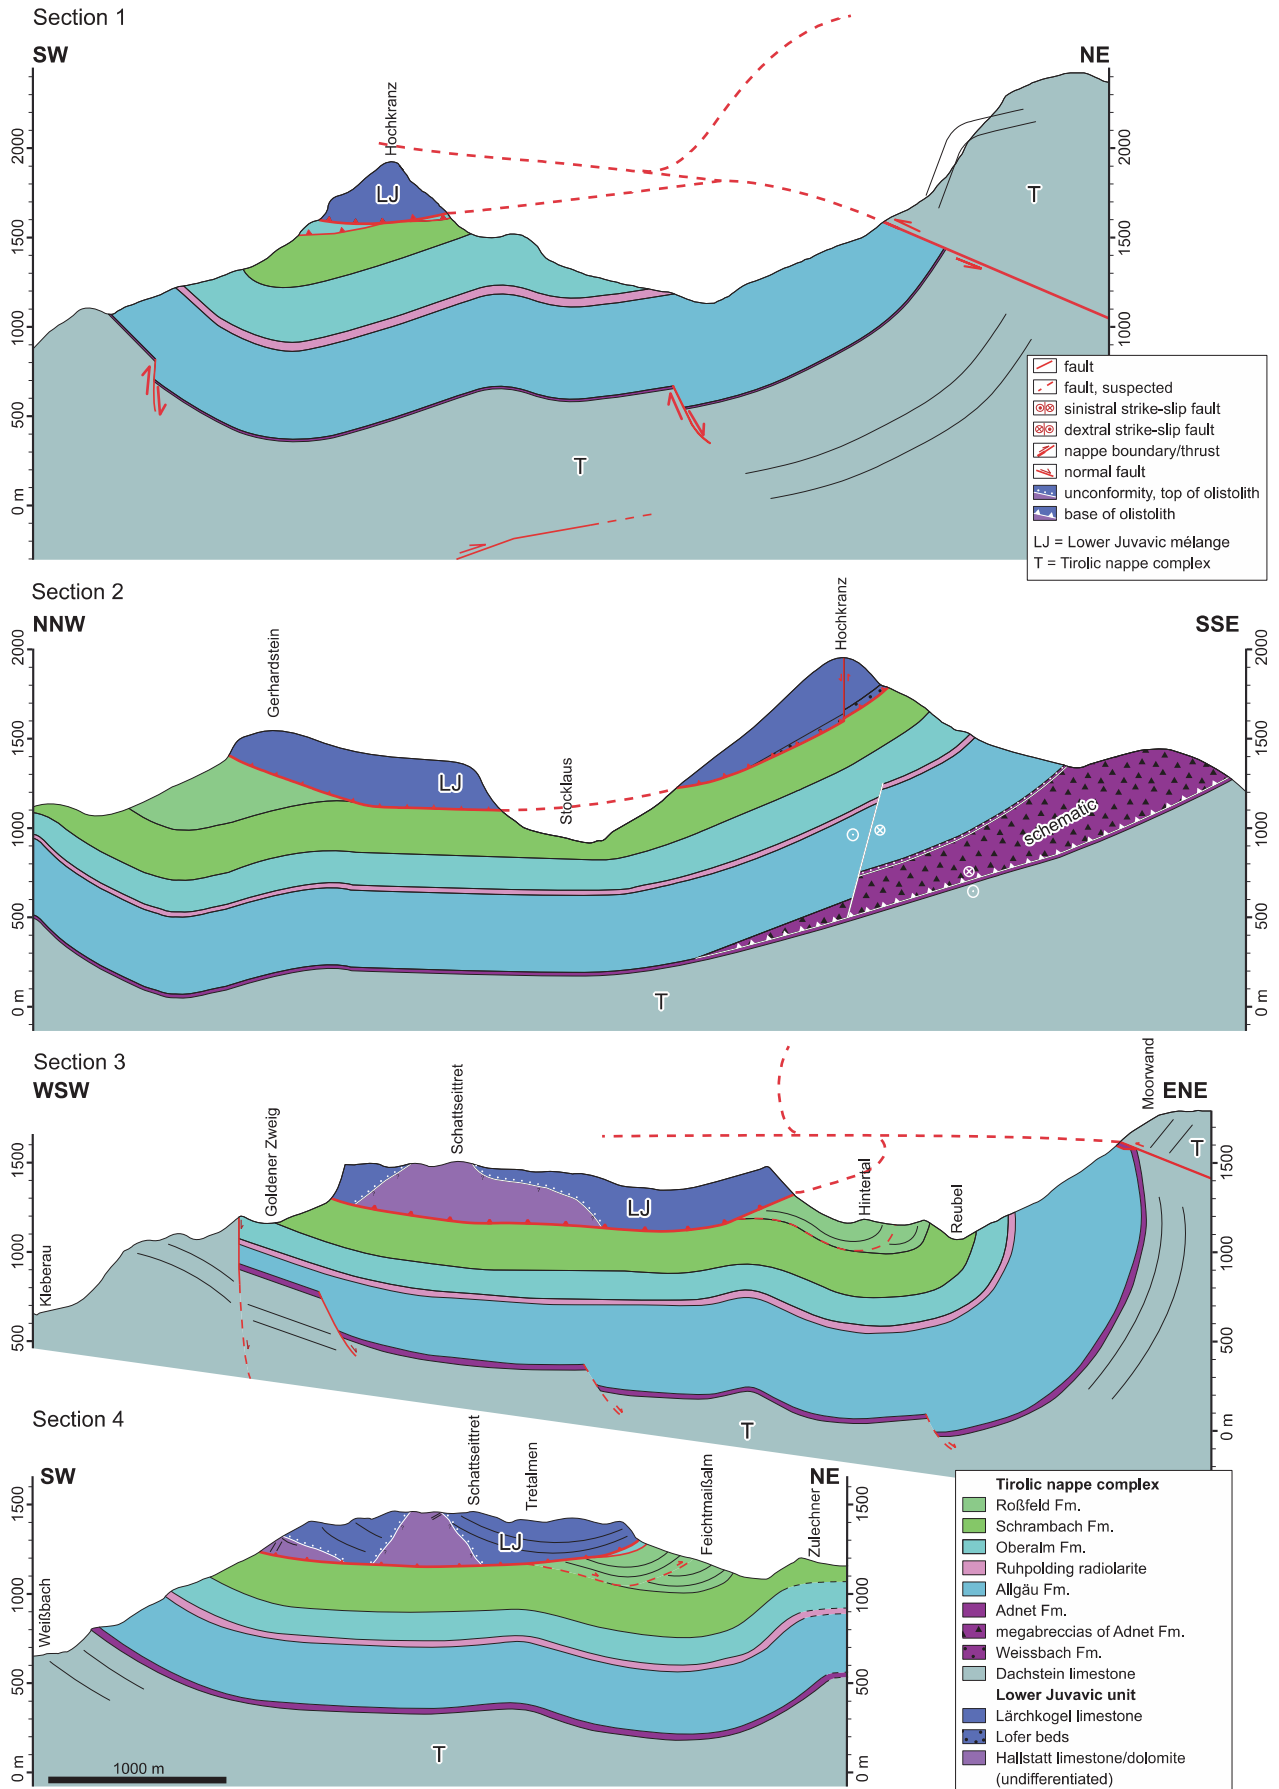 Section 1
SW
NE
Hochkranz
LJ
T
T
2000
1500
1000
500
0 m
2000
1500
1000
fault
fault, suspected
sinistral strike-slip fault
dextral strike-slip fault
nappe boundary/thrust
normal fault
unconformity, top of olistolith
base of olistolith
LJ = Lower Juvavic mélange
T = Tirolic nappe complex
Section 2
NNW
SSE
Gerhardstein
Stocklaus
Hochkranz
LJ
schematic
T
2000
1500
1000
500
0 m
2000
1500
1000
500
0 m
Section 3
WSW
ENE
Kleberau
Goldener Zweig
Schattseittret
Hintertal
Reubel
Moorwand
LJ
T
T
1500
1000
500
1500
1000
500
0 m
Section 4
SW
NE
Weißbach
Schattseittret
Tretalmen
Feichtmaißalm
Zulechner
LJ
T
1500
1000
500
0 m
1500
1000
500
0 m
1000 m
Tirolic nappe complex
Roßfeld Fm.
Schrambach Fm.
Oberalm Fm.
Ruhpolding radiolarite
Allgäu Fm.
Adnet Fm.
megabreccias of Adnet Fm.
Weissbach Fm.
Dachstein limestone
Lower Juvavic unit
Lärchkogel limestone
Lofer beds
Hallstatt limestone/dolomite
(undifferentiated)